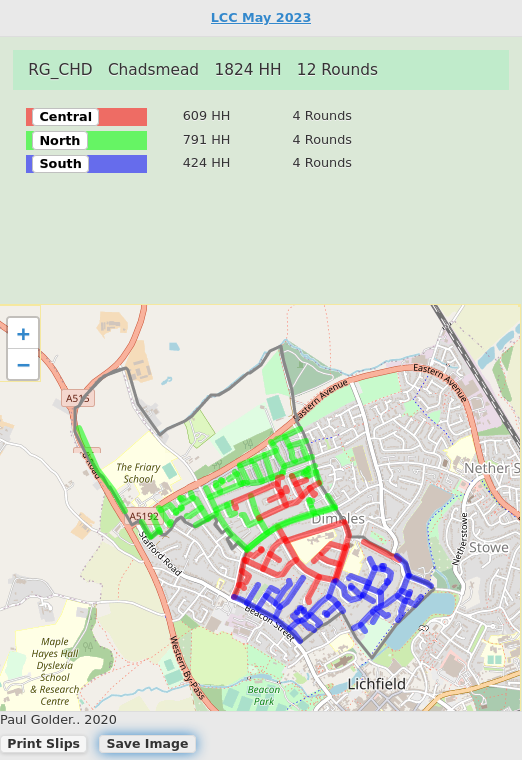 LCC May 2023
RG_CHD Chadsmead 1824 HH 12 Rounds
Central 609 HH 4 Rounds
North 791 HH 4 Rounds
South 424 HH 4 Rounds
+
−
A515
Eastern Avenue
Eastern Avenue
The Friary
School
Nether S
A5192
Dimbles
Stafford Road
Netherstowe
Stowe
Beacon Street
Maple
Hayes Hall
Dyslexia
School
& Research
Centre
Western By-Pass
Beacon
Park
Lichfield
Paul Golder.. 2020
Print Slips Save Image